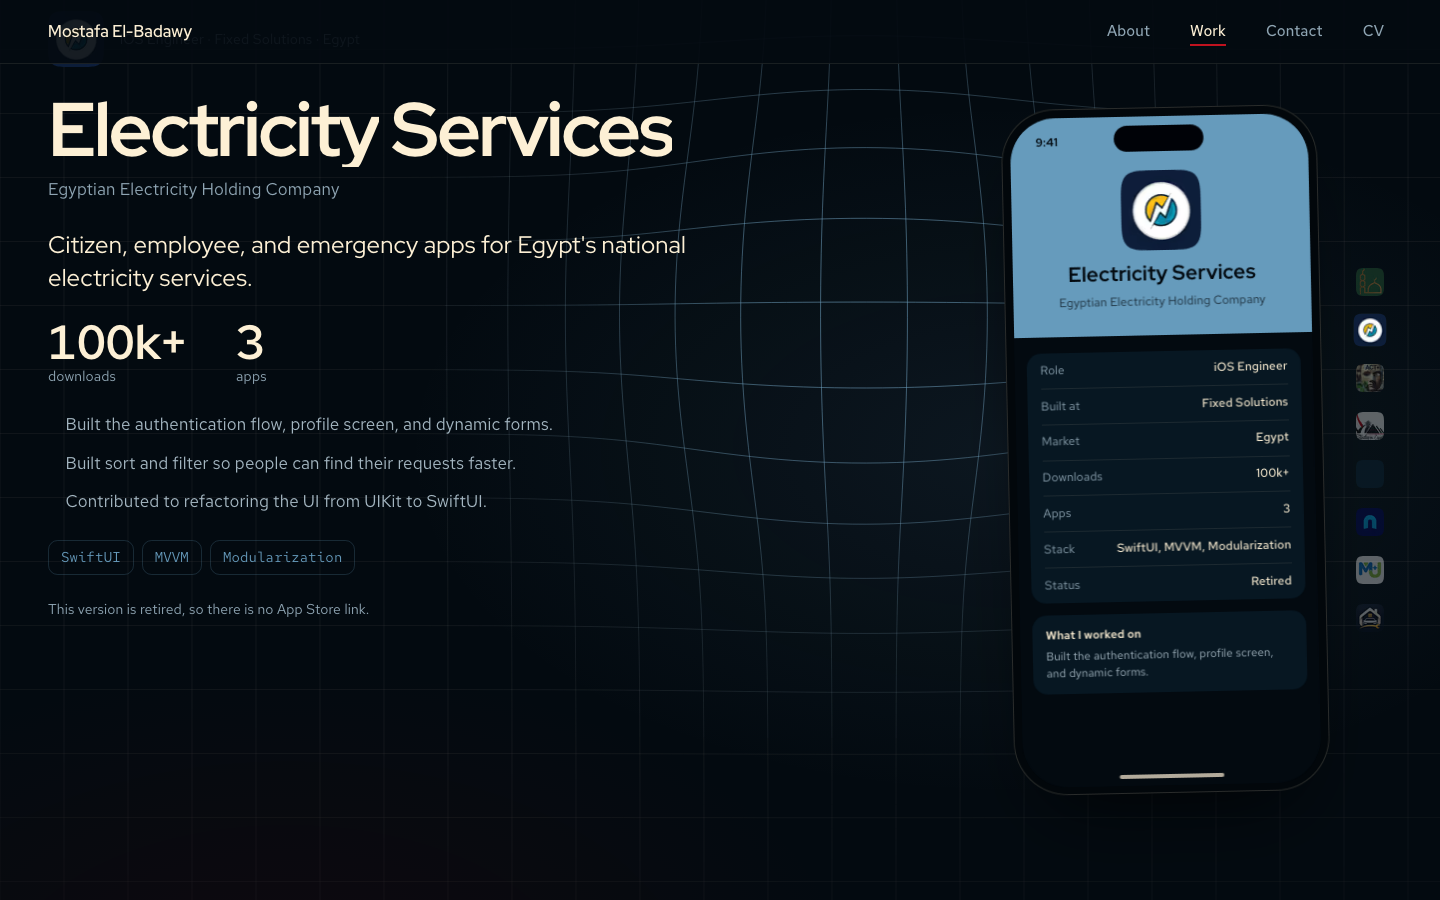 Mostafa El-Badawy
About
Work
Contact
CV
iOS Engineer · Fixed Solutions · Egypt
Electricity Services
Egyptian Electricity Holding Company
Citizen, employee, and emergency apps for Egypt's national
electricity services.
100k+
downloads
3
apps
Built the authentication flow, profile screen, and dynamic forms.
Built sort and filter so people can find their requests faster.
Contributed to refactoring the UI from UIKit to SwiftUI.
SwiftUI
MVVM
Modularization
This version is retired, so there is no App Store link.
9:41
Electricity Services
Egyptian Electricity Holding Company
Role
iOS Engineer
Built at
Fixed Solutions
Market
Egypt
Downloads
100k+
Apps
3
Stack
SwiftUI, MVVM, Modularization
Status
Retired
What I worked on
Built the authentication flow, profile screen,
and dynamic forms.